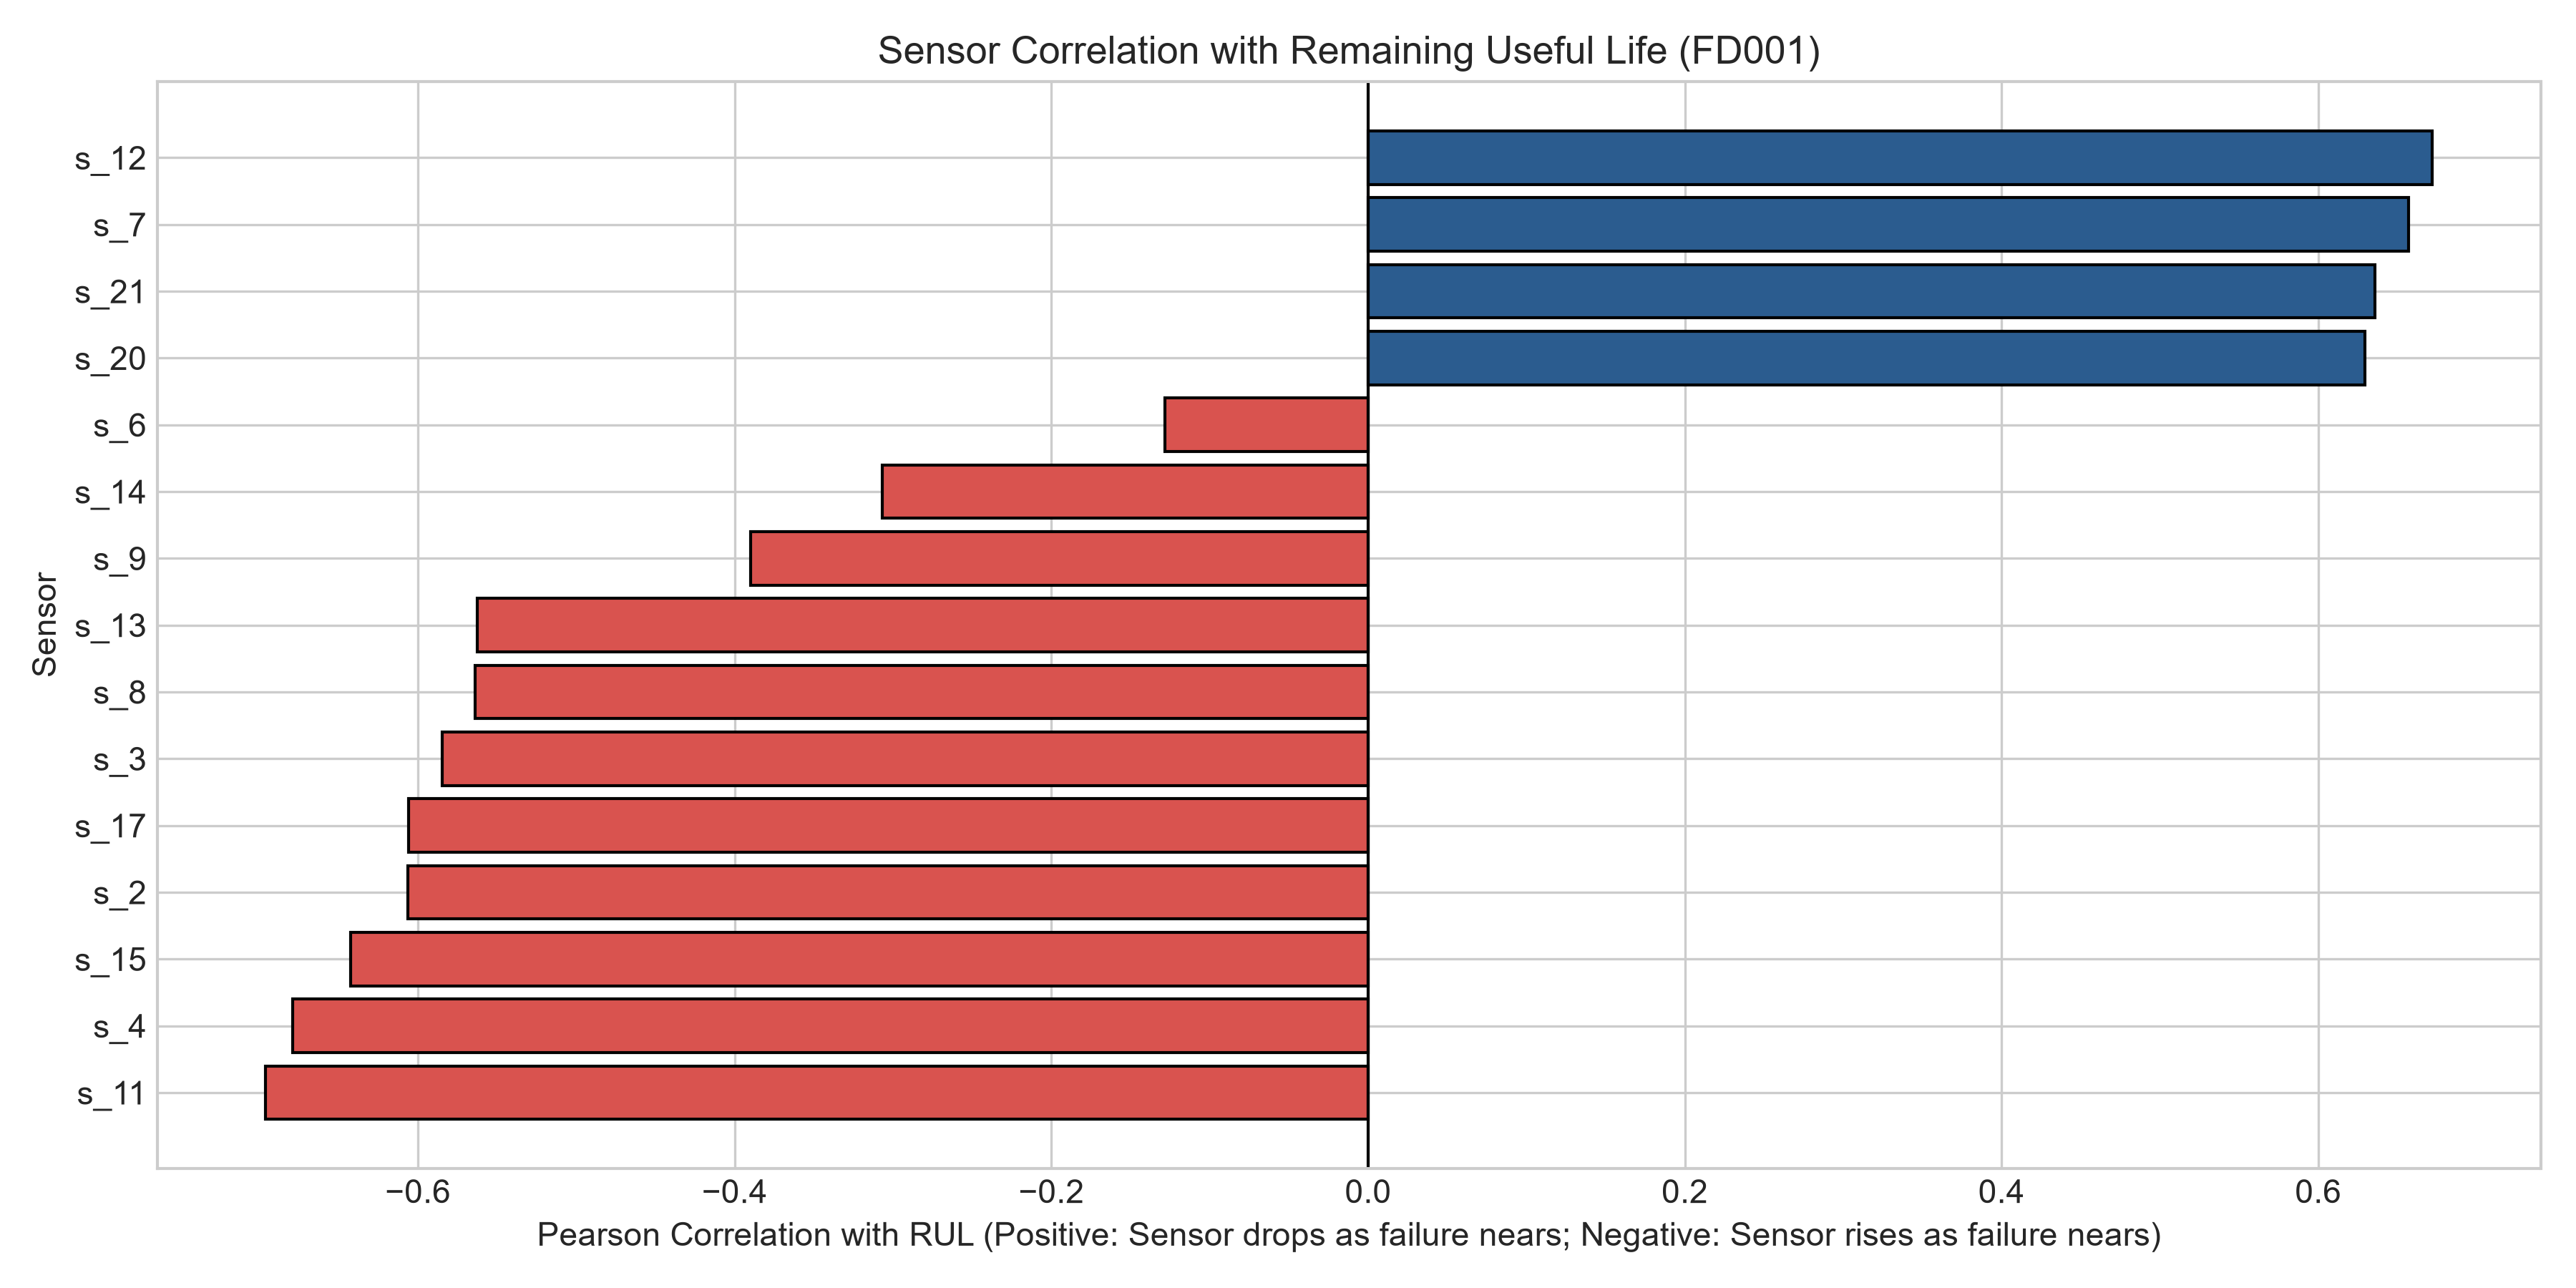 Sensor Correlation with Remaining Useful Life (FD001)
Sensor
s_12
s_7
s_21
s_20
s_6
s_14
s_9
s_13
s_8
s_3
s_17
s_2
s_15
s_4
s_11
−0.6 −0.4 −0.2 0.0 0.2 0.4 0.6
Pearson Correlation with RUL (Positive: Sensor drops as failure nears; Negative: Sensor rises as failure nears)